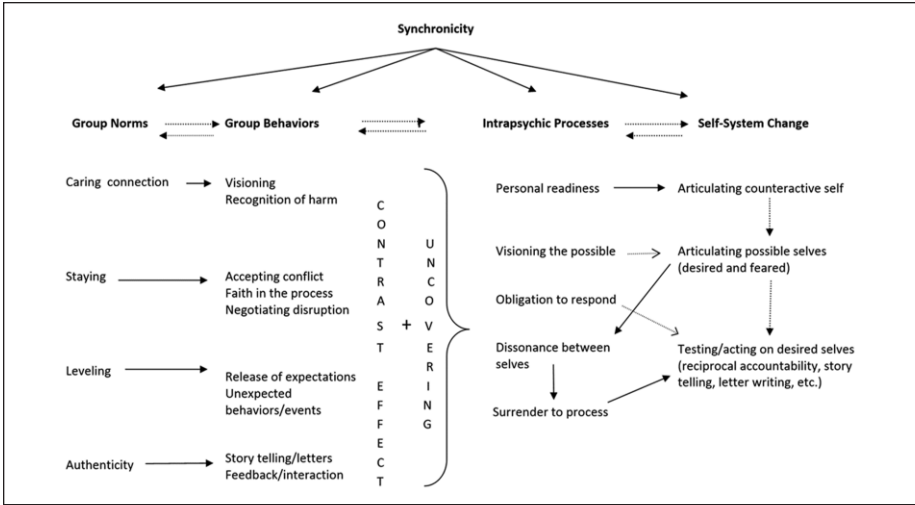 Synchronicity
Group Norms
Group Behaviors
Intrapsychic Processes
Self-System Change
Caring connection
Visioning
Recognition of harm
Staying
Accepting conflict
Faith in the process
Negotiating disruption
Leveling
Release of expectations
Unexpected
behaviors/events
Authenticity
Story telling/letters
Feedback/interaction
CONTRAST EFFECT
+
UNCOVERING
Personal readiness
Articulating counteractive self
Visioning the possible
Articulating possible selves
(desired and feared)
Obligation to respond
Dissonance between
selves
Testing/acting on desired selves
(reciprocal accountability, story
telling, letter writing, etc.)
Surrender to process